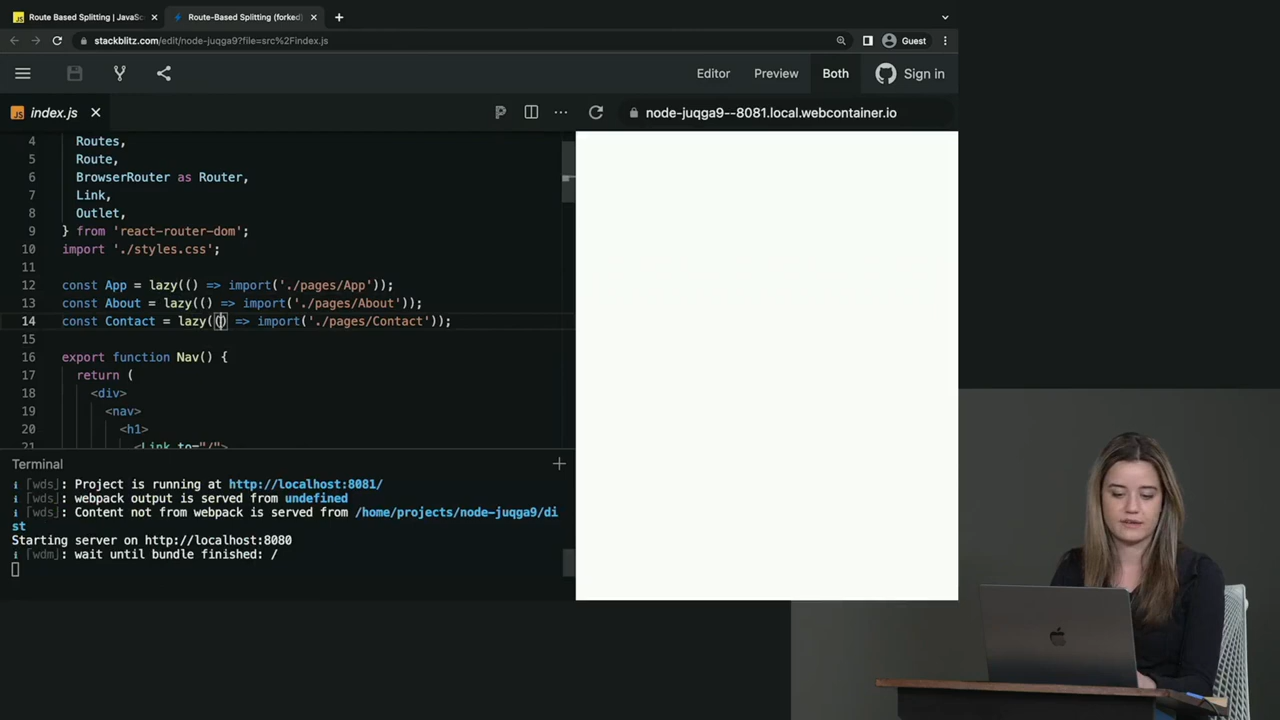 Route Based Splitting | JavaSc
Route-Based Splitting (forked)
stackblitz.com/edit/node-juqga9?file=src%2Findex.js
Guest
Editor
Preview
Both
Sign in
index.js
node-juqga9--8081.local.webcontainer.io
4 Routes,
5 Route,
6 BrowserRouter as Router,
7 Link,
8 Outlet,
9 } from 'react-router-dom';
10 import './styles.css';
11
12 const App = lazy(() => import('./pages/App'));
13 const About = lazy(() => import('./pages/About'));
14 const Contact = lazy(() => import('./pages/Contact'));
15
16 export function Nav() {
17 return (
18 <div>
19 <nav>
20 <h1>
21 <Link to="/">
Terminal
i ⌈wds⌋: Project is running at http://localhost:8081/
i ⌈wds⌋: webpack output is served from undefined
i ⌈wds⌋: Content not from webpack is served from /home/projects/node-juqga9/di
st
Starting server on http://localhost:8080
i ⌈wdm⌋: wait until bundle finished: /